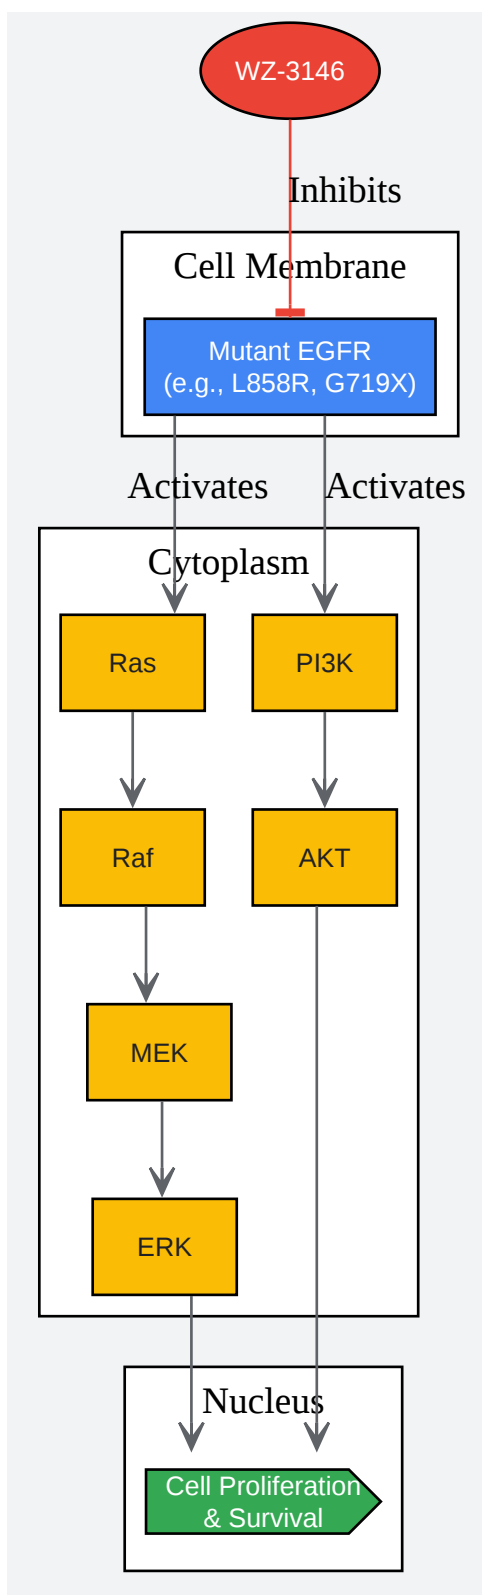 WZ-3146
Inhibits
Cell Membrane
Mutant EGFR
(e.g., L858R, G719X)
Activates
Activates
Cytoplasm
Ras
PI3K
Raf
AKT
MEK
ERK
Nucleus
Cell Proliferation
& Survival